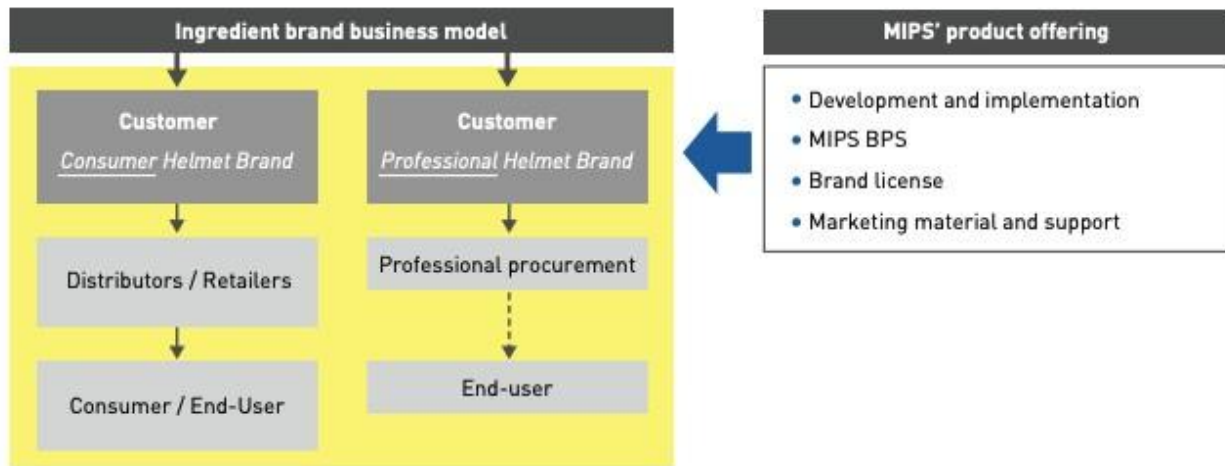 Ingredient brand business model
Customer
Consumer Helmet Brand
Distributors / Retailers
Consumer / End-User
Customer
Professional Helmet Brand
Professional procurement
End-user
MIPS’ product offering
• Development and implementation
• MIPS BPS
• Brand license
• Marketing material and support